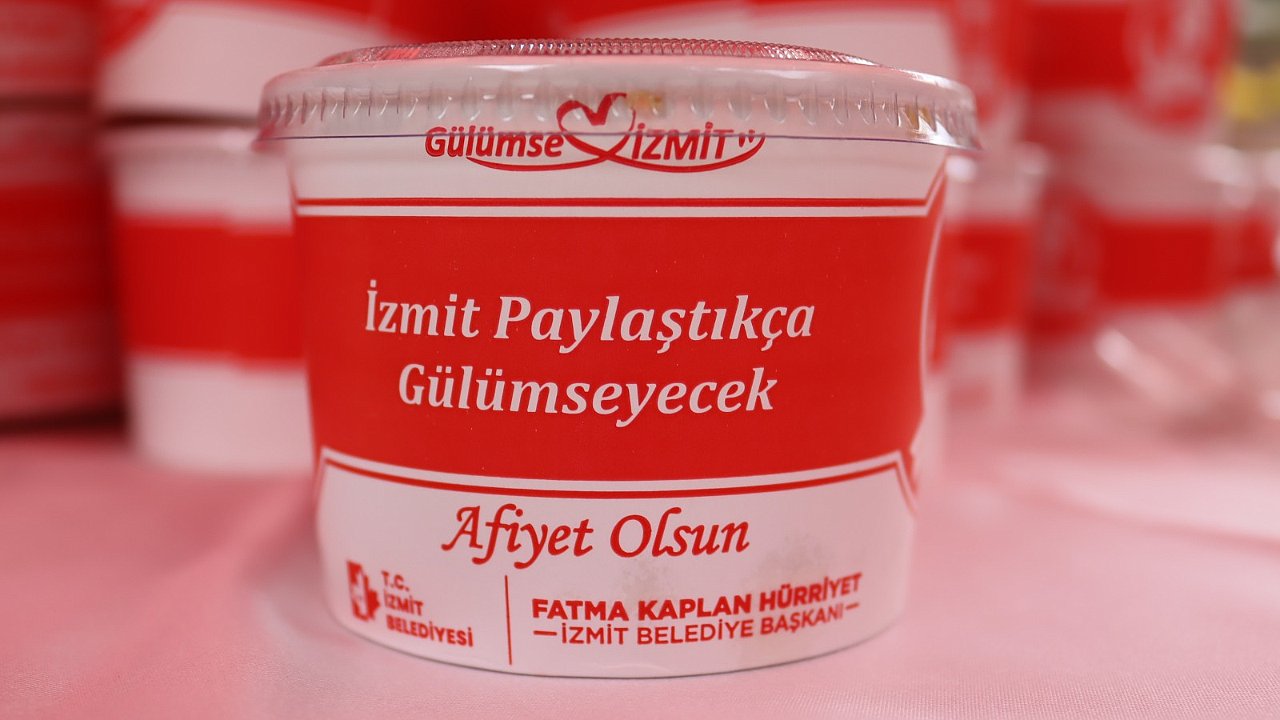 Gülümse İZMİT
İzmit Paylaştıkça
Gülümseyecek
Afiyet Olsun
T.C.
İZMİT
BELEDİYESİ
FATMA KAPLAN HÜRRİYET
—İZMİT BELEDİYE BAŞKANI—